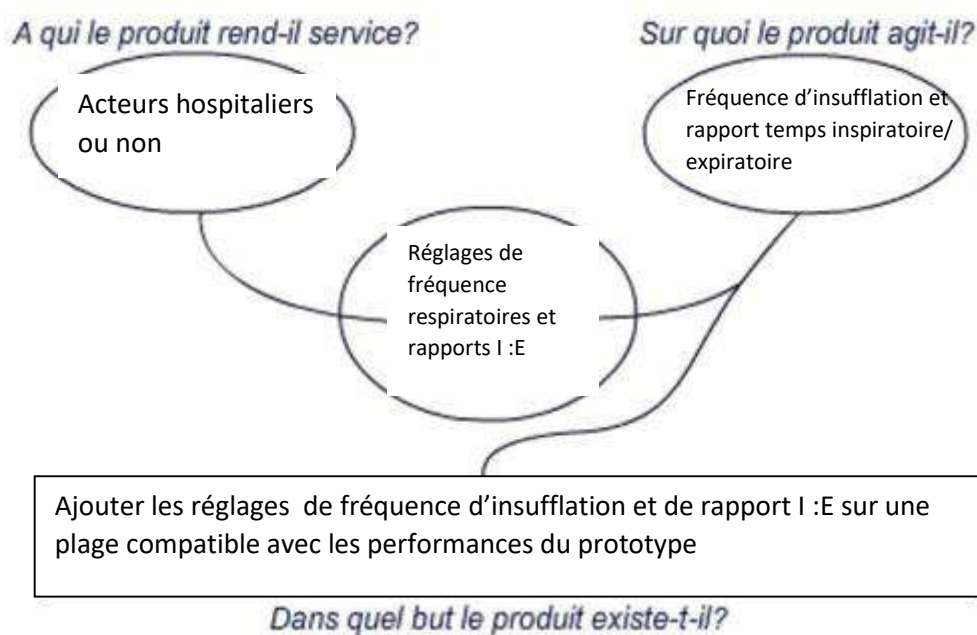 A qui le produit rend-il service?
Sur quoi le produit agit-il?
Acteurs hospitaliers
ou non
Fréquence d’insufflation et
rapport temps inspiratoire/
expiratoire
Réglages de
fréquence
respiratoires et
rapports I :E
Ajouter les réglages  de fréquence d’insufflation et de rapport I :E sur une
plage compatible avec les performances du prototype
Dans quel but le produit existe-t-il?